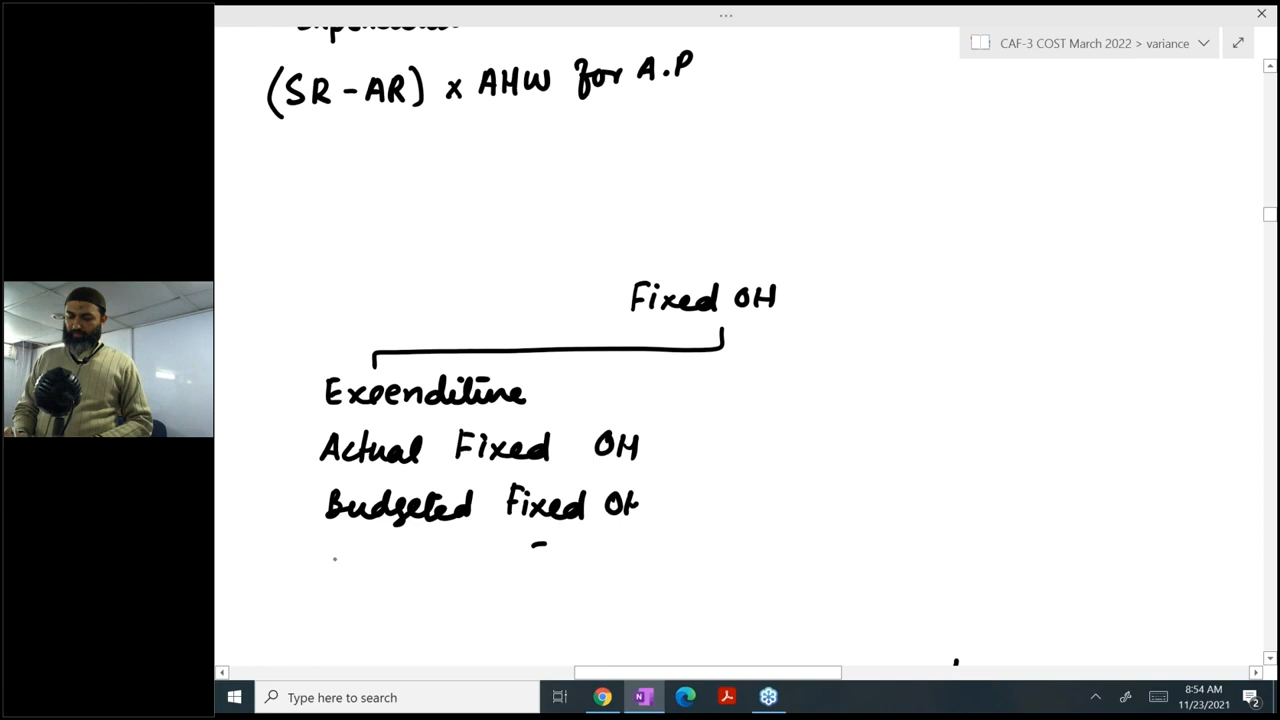 CAF-3 COST March 2022 > variance
(SR - AR) x AHW for A.P
Fixed OH
Expenditure
Actual Fixed OH
Budgeted Fixed OH
Type here to search
8:54 AM
11/23/2021
2